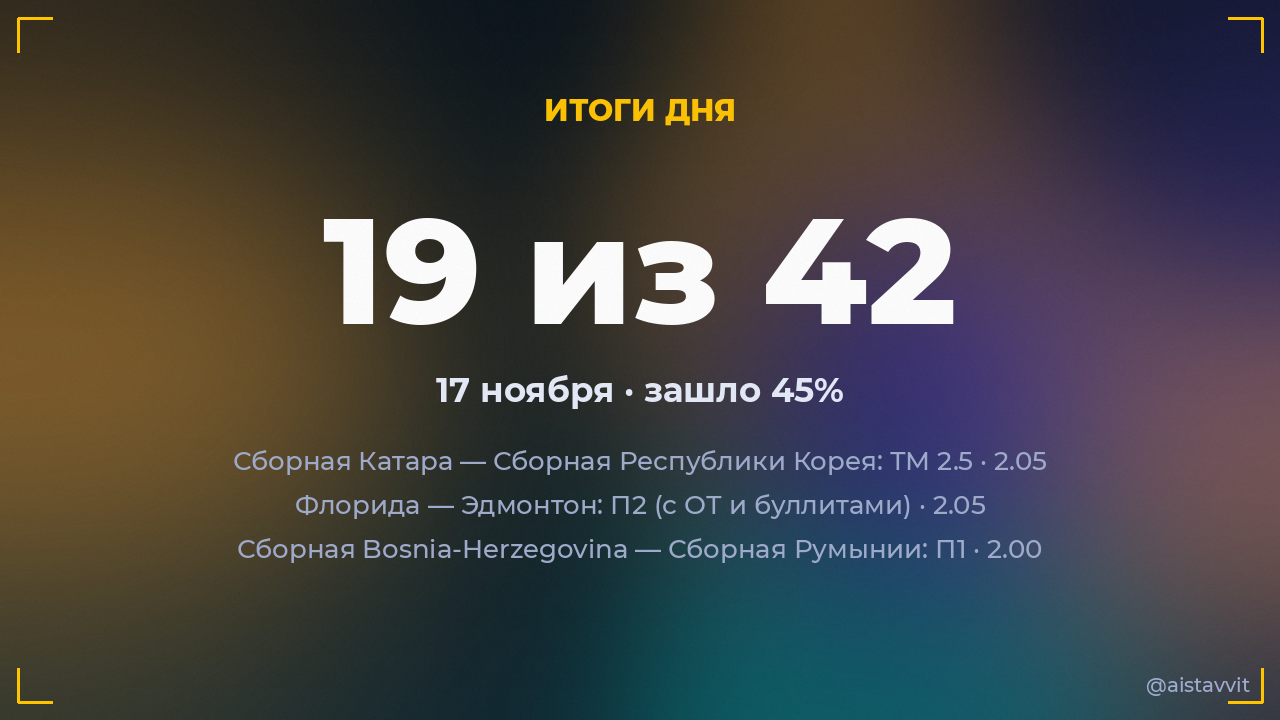 ИТОГИ ДНЯ
19 из 42
17 ноября · зашло 45%
Сборная Катара — Сборная Республики Корея: ТМ 2.5 · 2.05
Флорида — Эдмонтон: П2 (с ОТ и буллитами) · 2.05
Сборная Bosnia-Herzegovina — Сборная Румынии: П1 · 2.00
@aistavvit